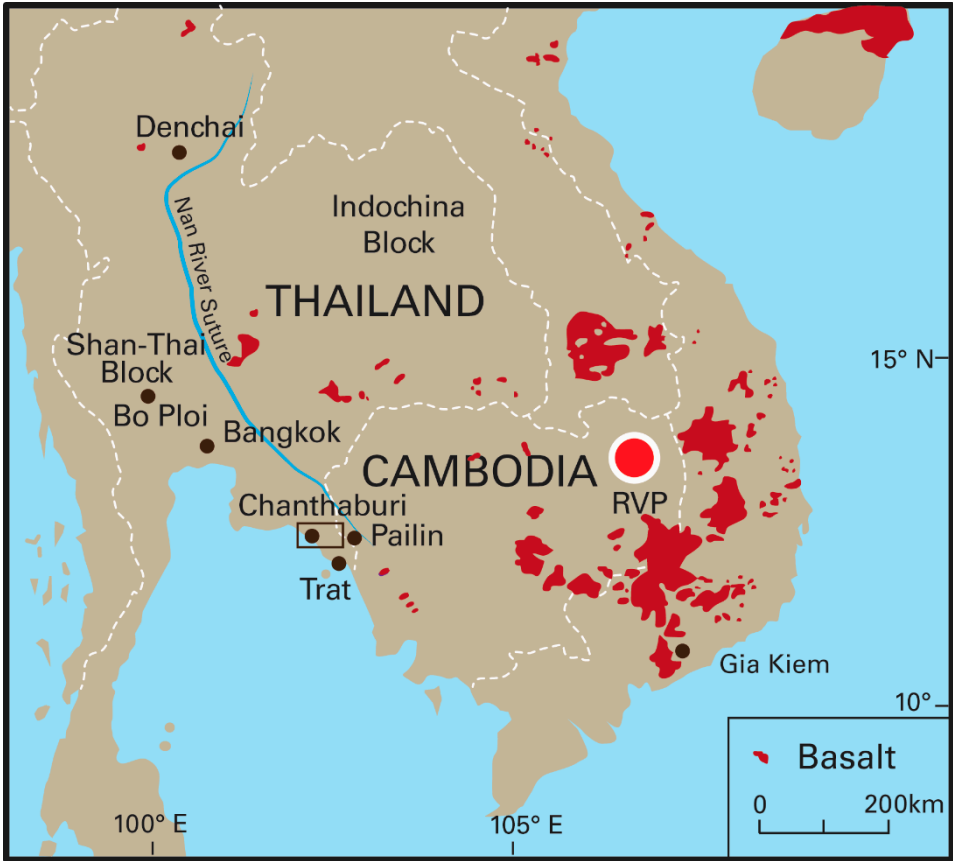 Denchai
Indochina
Block
Nan River Suture
THAILAND
Shan-Thai
Block
15° N
Bo Ploi
Bangkok
CAMBODIA
RVP
Chanthaburi
Pailin
Trat
Gia Kiem
10°
Basalt
0 200km
100° E
105° E